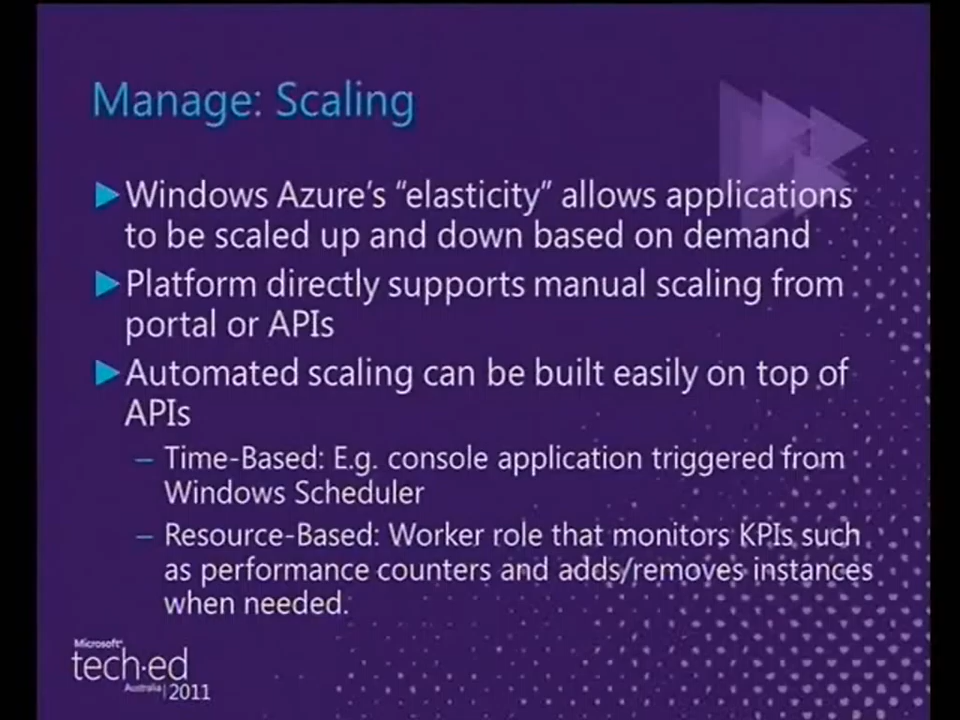 Manage: Scaling
Windows Azure's “elasticity” allows applications
to be scaled up and down based on demand
Platform directly supports manual scaling from
portal or APIs
Automated scaling can be built easily on top of
APIs
– Time-Based: E.g. console application triggered from
Windows Scheduler
– Resource-Based: Worker role that monitors KPIs such
as performance counters and adds/removes instances
when needed.
Microsoft®
tech·ed
Australia | 2011